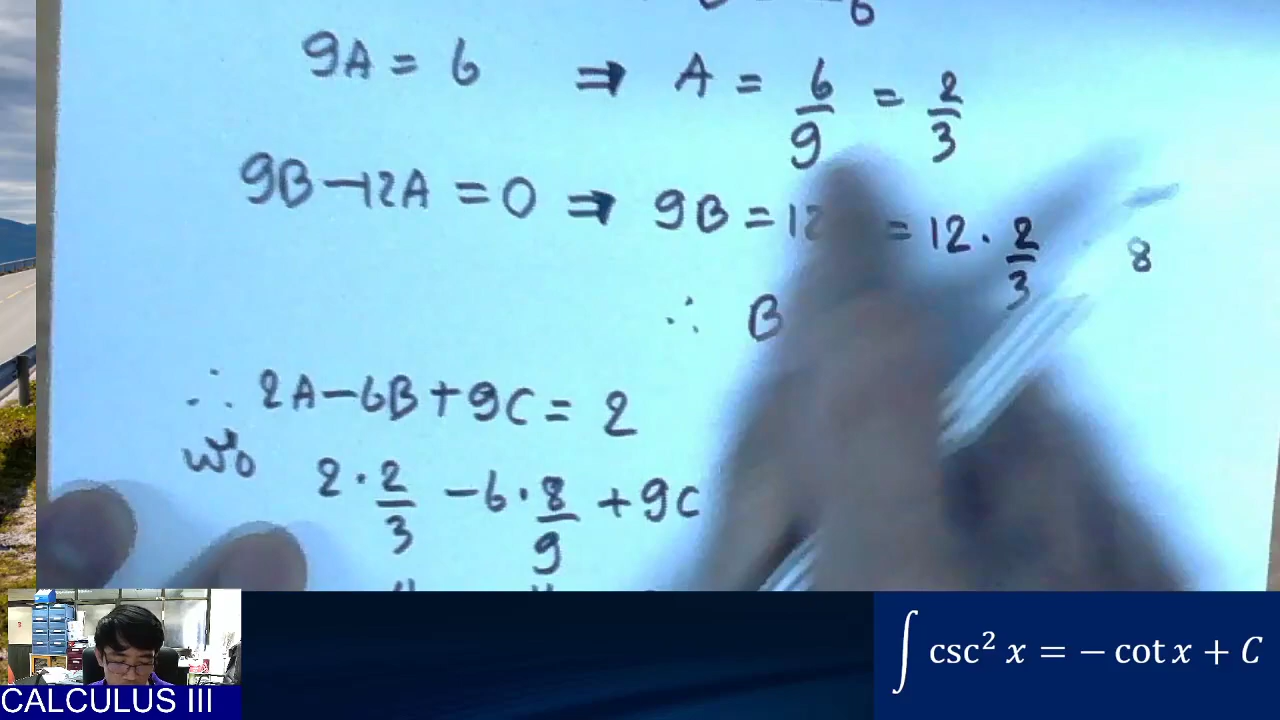 6
9A = 6 ⇒ A = 6/9 = 2/3
9B - 12A = 0 ⇒ 9B = 12 = 12 · 2/3 8
∴ B
∴ 2A - 6B + 9C = 2
2 · 2/3 - 6 · 8/9 + 9C
∫ csc² x = - cot x + C
CALCULUS III